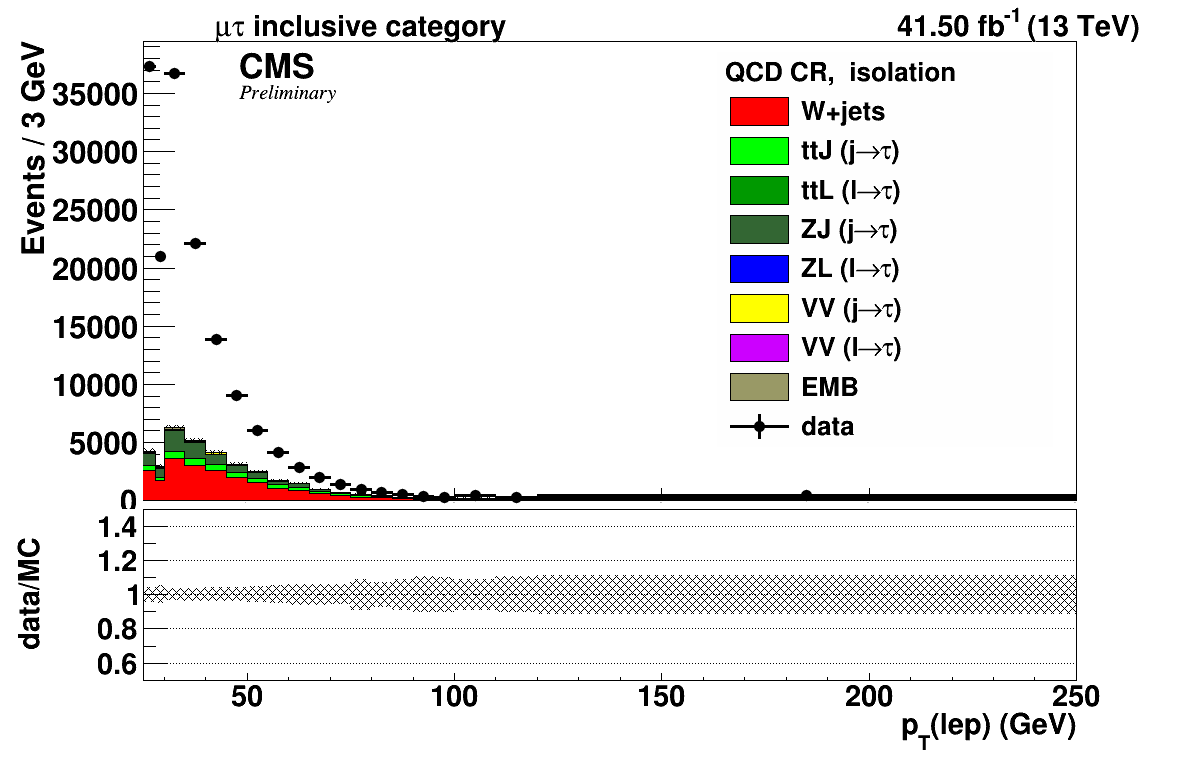 μτ inclusive category
41.50 fb⁻¹ (13 TeV)
CMS
Preliminary
Events / 3 GeV
35000
30000
25000
20000
15000
10000
5000
0
QCD CR, isolation
W+jets
ttJ (j→τ)
ttL (l→τ)
ZJ (j→τ)
ZL (l→τ)
VV (j→τ)
VV (l→τ)
EMB
data
data/MC
1.4
1.2
1
0.8
0.6
50 100 150 200 250
p_T(lep) (GeV)